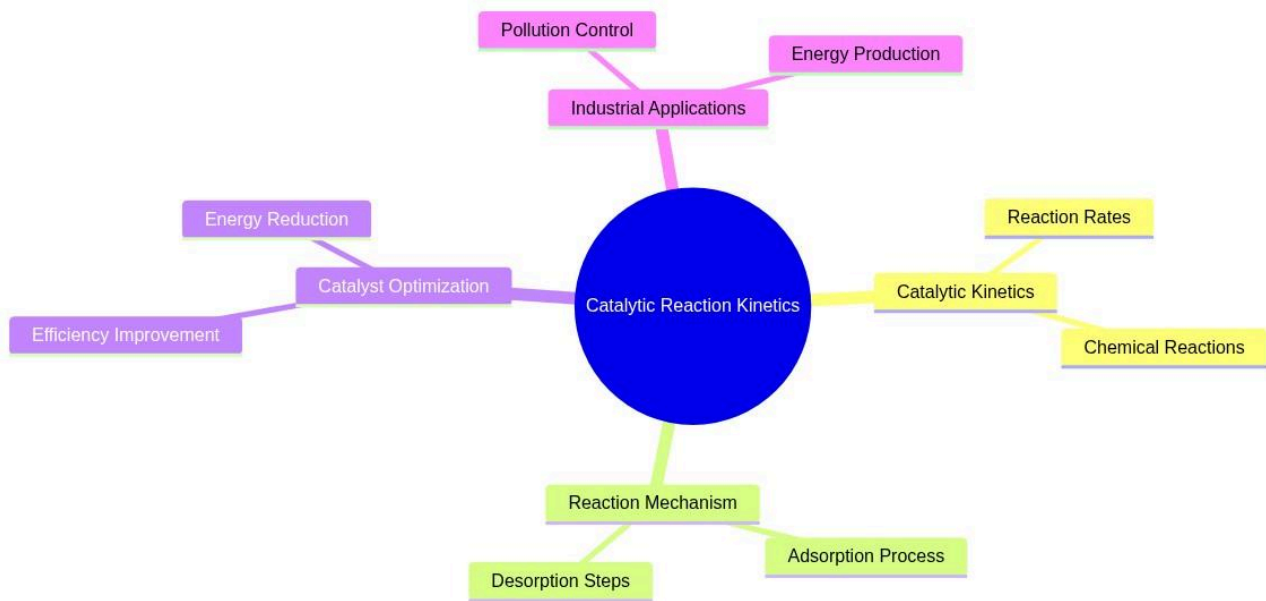 Pollution Control
Energy Production
Industrial Applications
Energy Reduction
Reaction Rates
Catalyst Optimization
Catalytic Reaction Kinetics
Catalytic Kinetics
Efficiency Improvement
Chemical Reactions
Reaction Mechanism
Adsorption Process
Desorption Steps